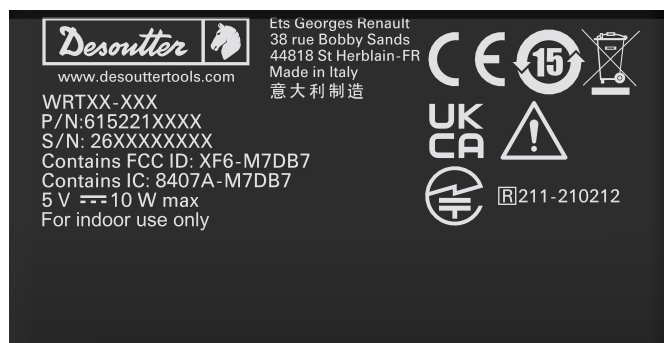 Desoutter
www.desouttertools.com
Ets Georges Renault
38 rue Bobby Sands
44818 St Herblain-FR
Made in Italy
意大利制造
WRTXX-XXX
P/N:615221XXXX
S/N: 26XXXXXXXX
Contains FCC ID: XF6-M7DB7
Contains IC: 8407A-M7DB7
5 V ⎓ 10 W max
For indoor use only
CE
15
UK
CA
R 211-210212